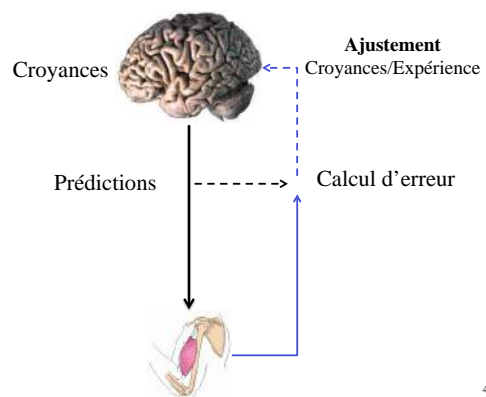 Croyances
Ajustement
Croyances/Expérience
Prédictions
Calcul d’erreur
4